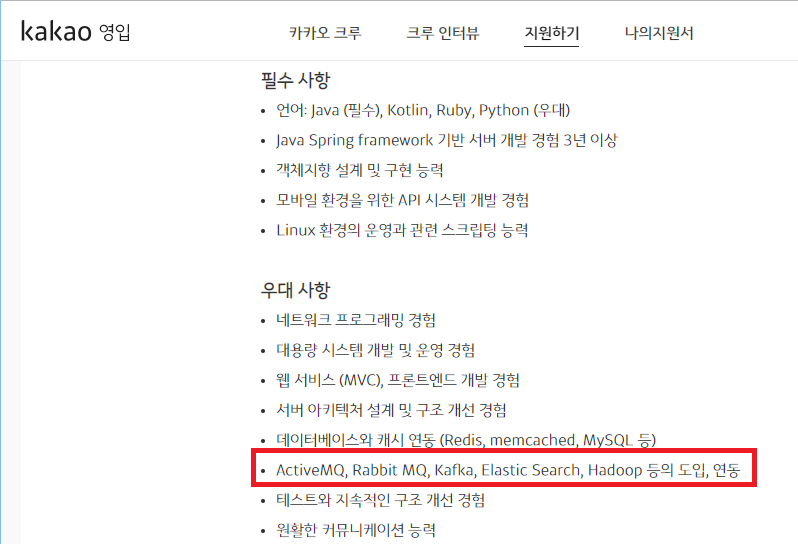 kakao 영입
카카오 크루 크루 인터뷰 지원하기 나의지원서
필수 사항
언어: Java (필수), Kotlin, Ruby, Python (우대)
Java Spring framework 기반 서버 개발 경험 3년 이상
객체지향 설계 및 구현 능력
모바일 환경을 위한 API 시스템 개발 경험
Linux 환경의 운영과 관련 스크립팅 능력
우대 사항
네트워크 프로그래밍 경험
대용량 시스템 개발 및 운영 경험
웹 서비스 (MVC), 프론트엔드 개발 경험
서버 아키텍처 설계 및 구조 개선 경험
데이터베이스와 캐시 연동 (Redis, memcached, MySQL 등)
ActiveMQ, Rabbit MQ, Kafka, Elastic Search, Hadoop 등의 도입, 연동
테스트와 지속적인 구조 개선 경험
원활한 커뮤니케이션 능력